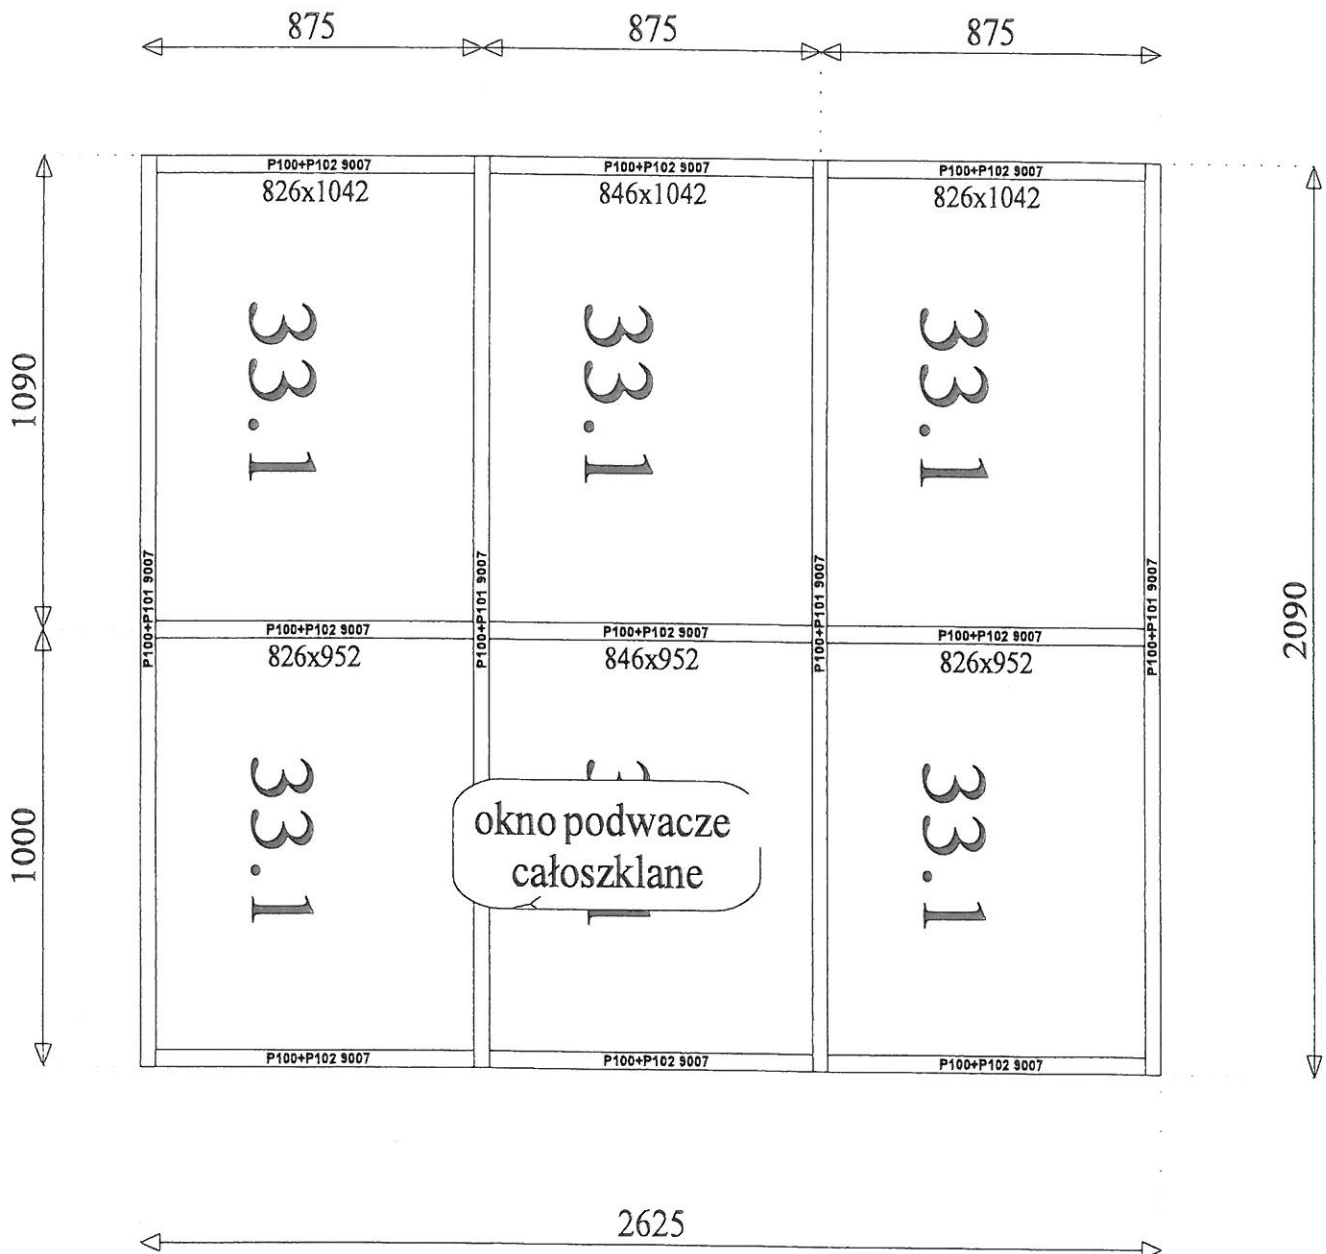 875 875 875
P100+P102 9007 P100+P102 9007 P100+P102 9007
826x1042 846x1042 826x1042
33.1 33.1 33.1
1090
2090
P100+P101 9007 P100+P101 9007 P100+P101 9007 P100+P101 9007
P100+P102 9007 P100+P102 9007 P100+P102 9007
826x952 846x952 826x952
33.1 33.1
1000
okno podwacze
całoszklane
P100+P102 9007 P100+P102 9007 P100+P102 9007
2625